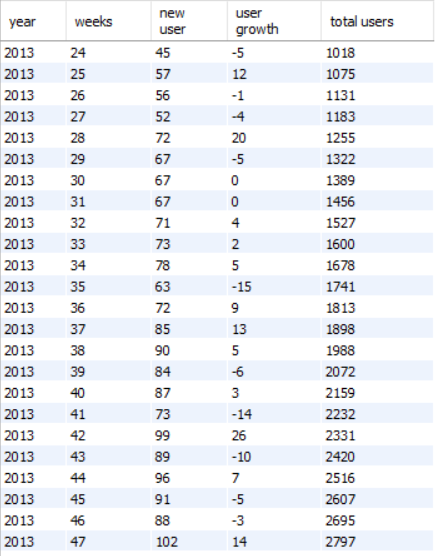 year weeks new user user growth total users
2013 24 45 -5 1018
2013 25 57 12 1075
2013 26 56 -1 1131
2013 27 52 -4 1183
2013 28 72 20 1255
2013 29 67 -5 1322
2013 30 67 0 1389
2013 31 67 0 1456
2013 32 71 4 1527
2013 33 73 2 1600
2013 34 78 5 1678
2013 35 63 -15 1741
2013 36 72 9 1813
2013 37 85 13 1898
2013 38 90 5 1988
2013 39 84 -6 2072
2013 40 87 3 2159
2013 41 73 -14 2232
2013 42 99 26 2331
2013 43 89 -10 2420
2013 44 96 7 2516
2013 45 91 -5 2607
2013 46 88 -3 2695
2013 47 102 14 2797